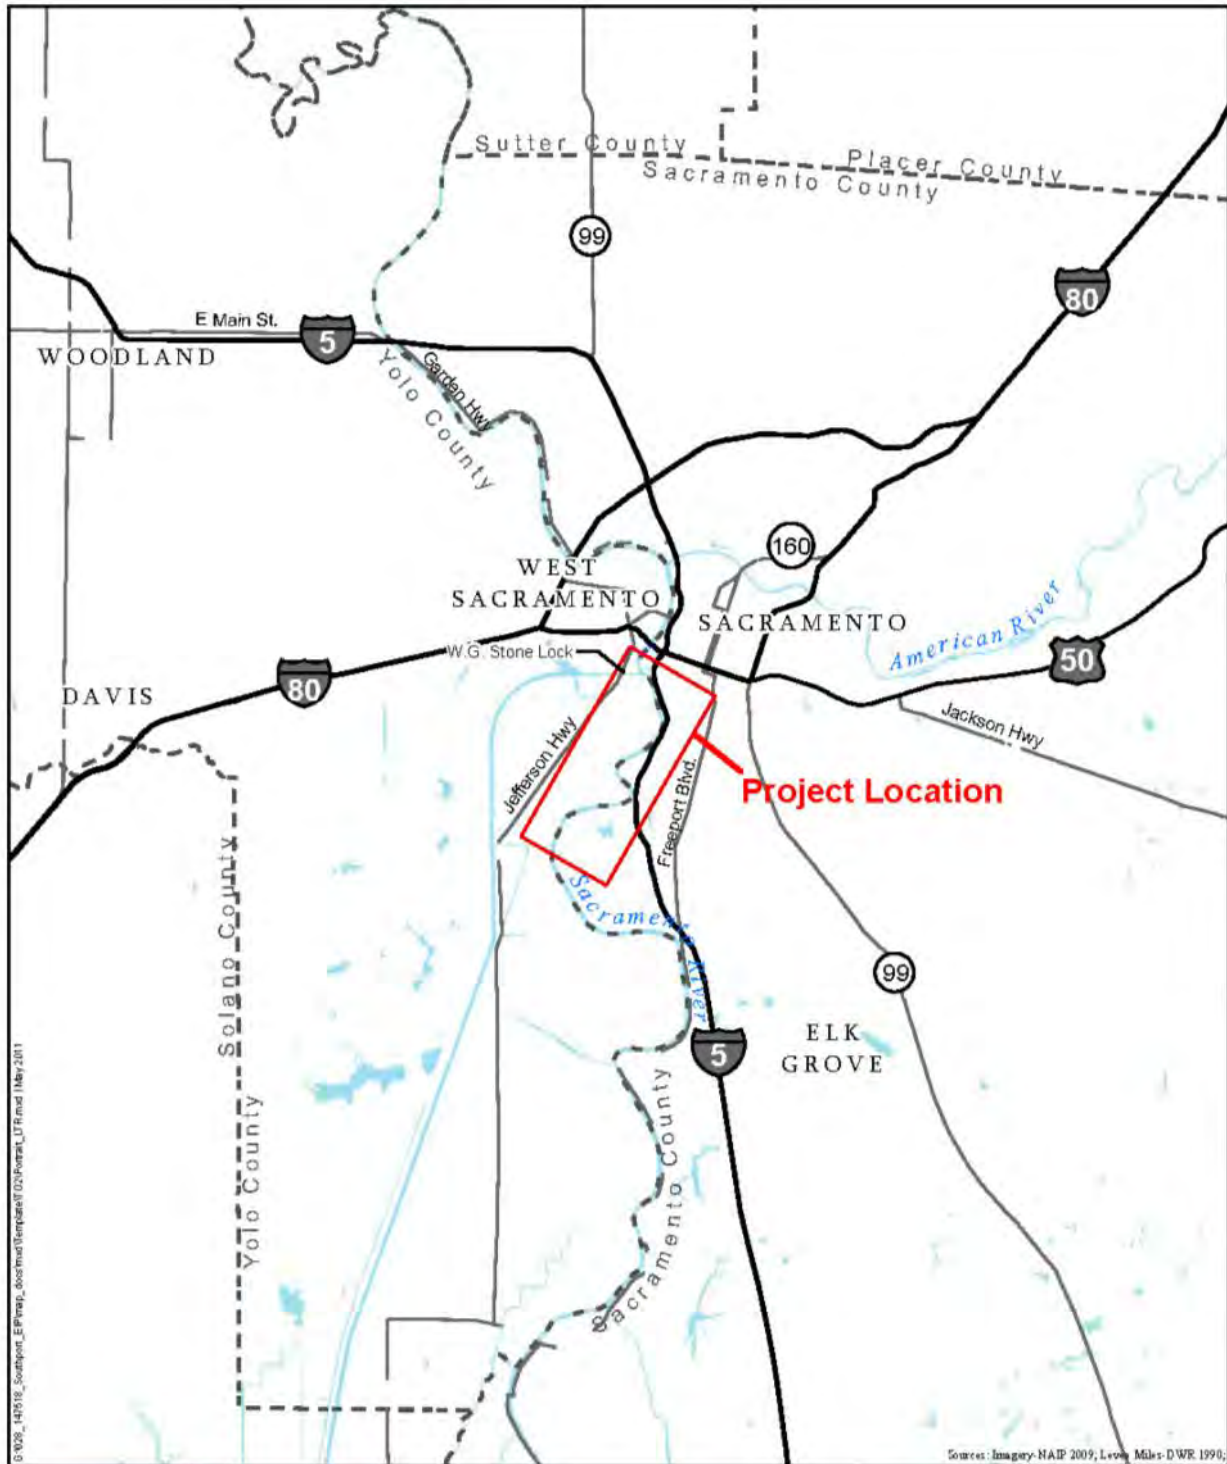 Sutter County
Placer County
Sacramento County
99
80
E Main St.
5
WOODLAND
Garden Hwy
Yolo County
160
WEST
SACRAMENTO
SACRAMENTO
American River
W.G. Stone Lock
50
80
DAVIS
Jackson Hwy
Jefferson Hwy
Project Location
Freeport Blvd.
Sacramento River
Solano County
Yolo County
99
5
ELK
GROVE
Sacramento County
Sources: Imagery-NAIP 2009; Levee Miles-DWR 1990;